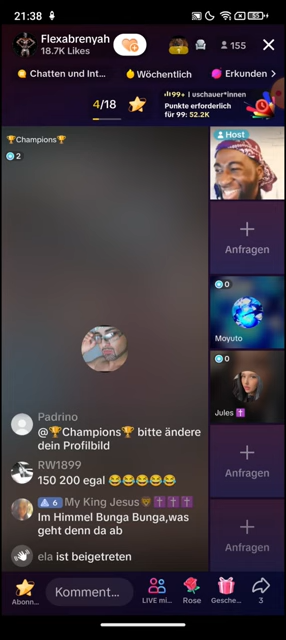 21:38
55
Flexabrenyah
18.7K Likes
155
Chatten und Int...
Wöchentlich
Erkunden
4/18
99+ | uschauer*innen
Punkte erforderlich
für 99: 52.2K
🏆Champions🏆
2
Host
Anfragen
0
Moyuto
0
Jules ✝️
Anfragen
Anfragen
Padrino
@🏆Champions🏆 bitte ändere
dein Profilbild
RW1899
150 200 egal 😂😂😂😂😂
6 My King Jesus🦁✝️✝️✝️
Im Himmel Bunga Bunga,was
geht denn da ab
ela ist beigetreten
Abonn...
Komment...
LIVE mi...
Rose
Gesche...
3